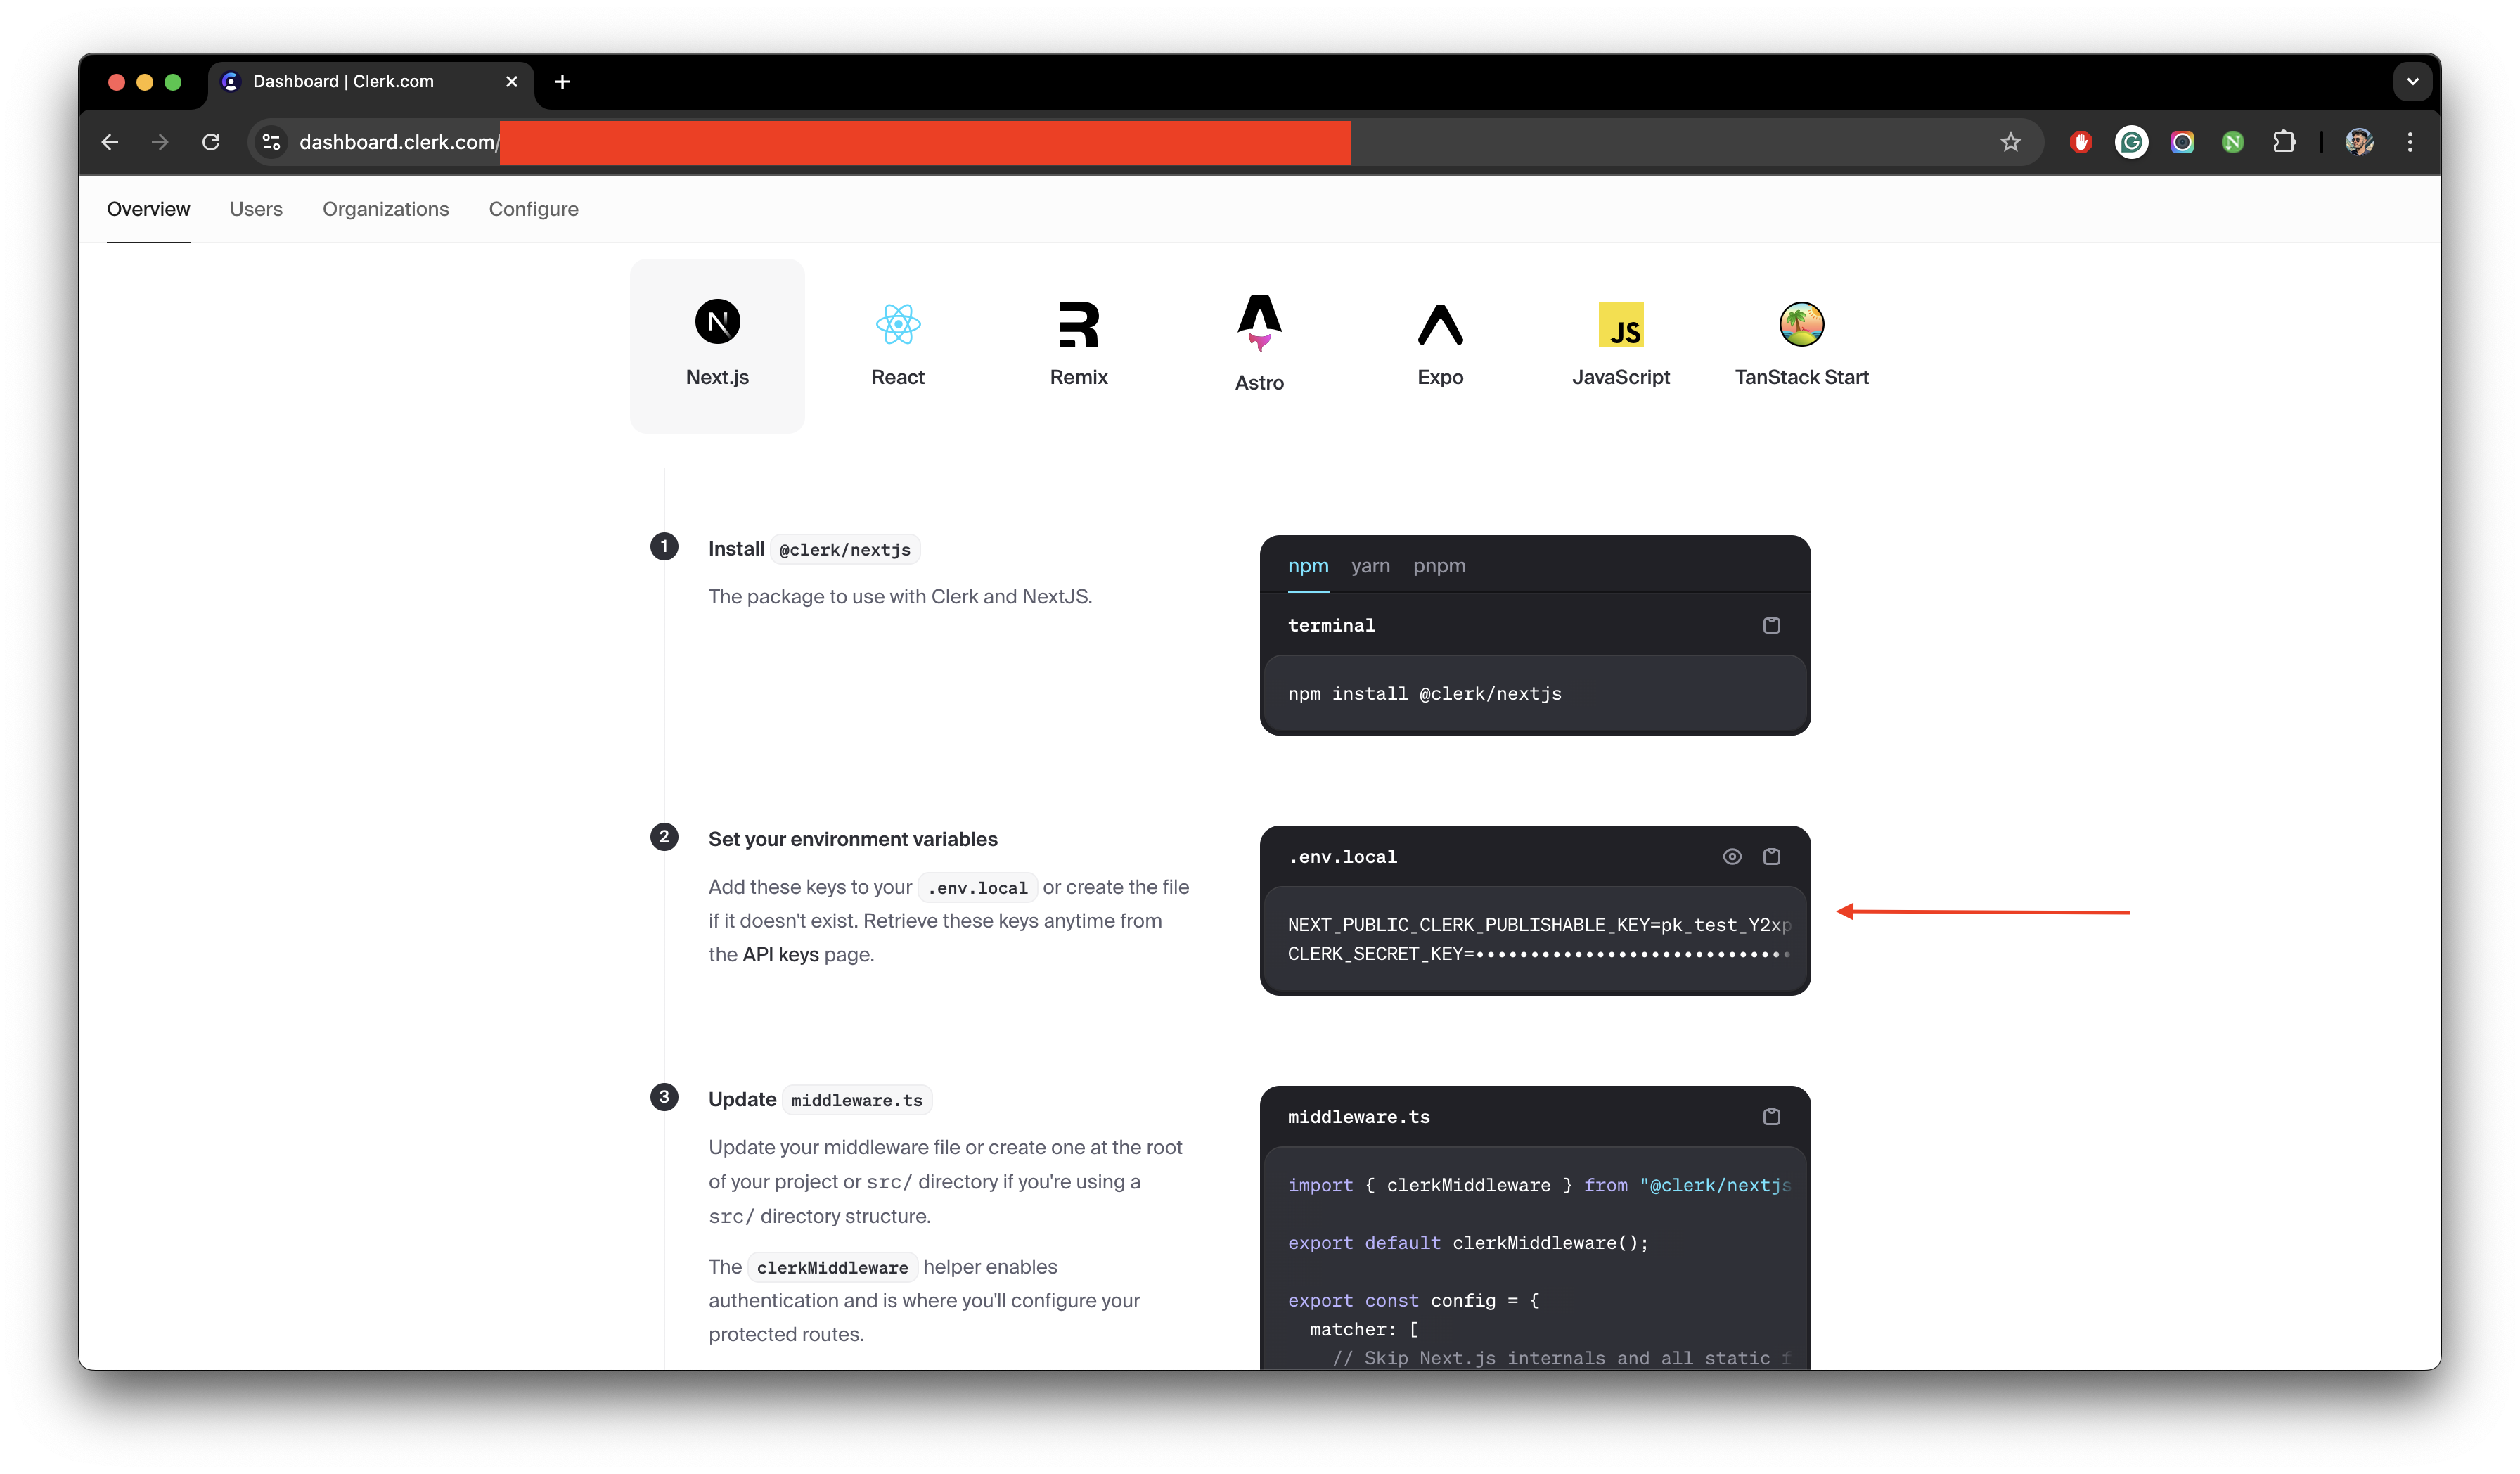 Dashboard | Clerk.com
dashboard.clerk.com/
Overview Users Organizations Configure
Next.js React Remix Astro Expo JavaScript TanStack Start
1 Install @clerk/nextjs
The package to use with Clerk and NextJS.
npm yarn pnpm
terminal
npm install @clerk/nextjs
2 Set your environment variables
Add these keys to your .env.local or create the file
if it doesn't exist. Retrieve these keys anytime from
the API keys page.
.env.local
NEXT_PUBLIC_CLERK_PUBLISHABLE_KEY=pk_test_Y2xp
CLERK_SECRET_KEY=•••••••••••••••••••••••••••••
3 Update middleware.ts
Update your middleware file or create one at the root
of your project or src/ directory if you're using a
src/ directory structure.
The clerkMiddleware helper enables
authentication and is where you'll configure your
protected routes.
middleware.ts
import { clerkMiddleware } from "@clerk/nextjs
export default clerkMiddleware();
export const config = {
matcher: [
// Skip Next.js internals and all static f